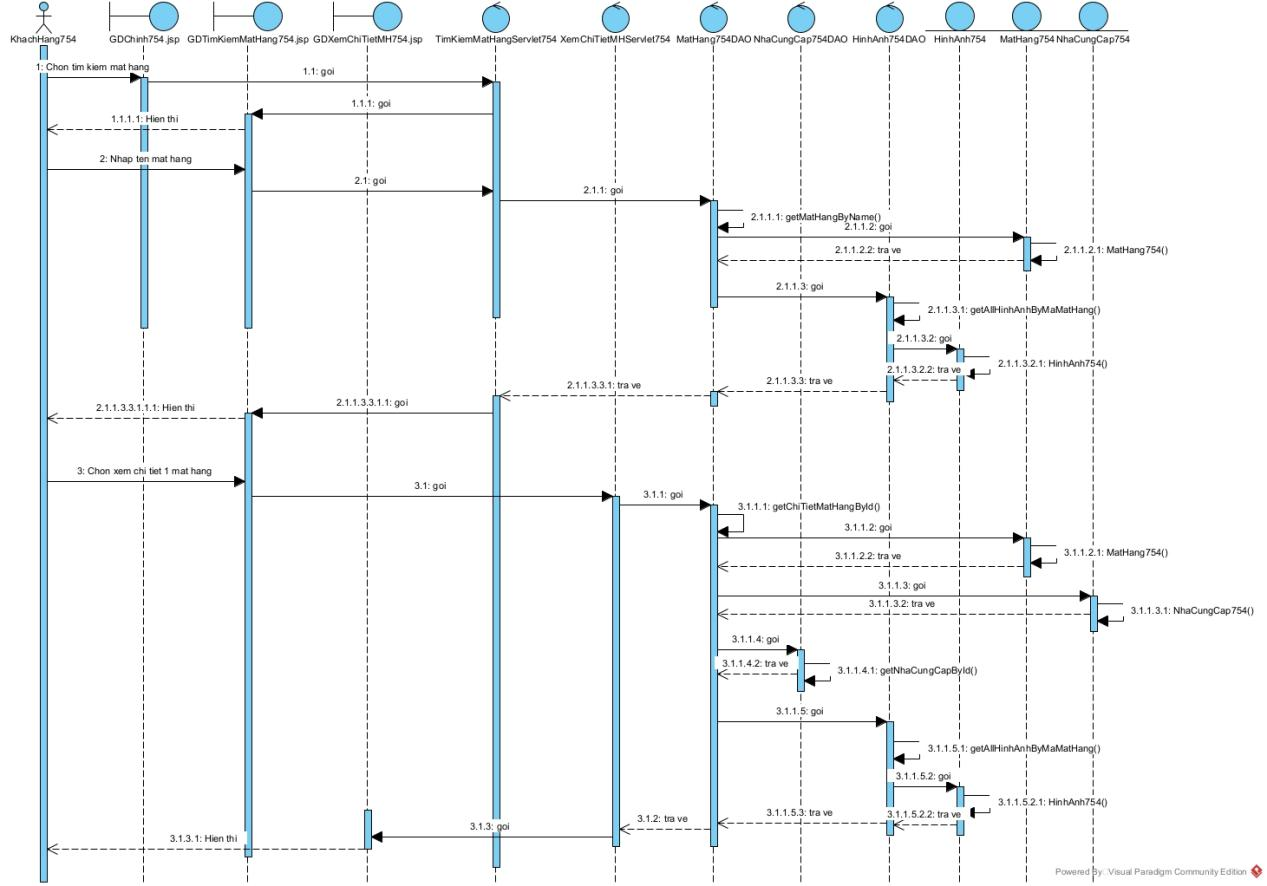 KhachHang754
GDChinh754.jsp
GDTimKiemMatHang754.jsp
GDXemChiTietMH754.jsp
TimKiemMatHangServlet754
XemChiTietMHServlet754
MatHang754DAO
NhaCungCap754DAO
HinhAnh754DAO
HinhAnh754
MatHang754
NhaCungCap754
1: Chon tim kiem mat hang
1.1: goi
1.1.1: goi
1.1.1.1: Hien thi
2: Nhap ten mat hang
2.1: goi
2.1.1: goi
2.1.1.1: getMatHangByName()
2.1.1.2: goi
2.1.1.2.1: MatHang754()
2.1.1.2.2: tra ve
2.1.1.3: goi
2.1.1.3.1: getAllHinhAnhByMaMatHang()
2.1.1.3.2: goi
2.1.1.3.2.1: HinhAnh754()
2.1.1.3.2.2: tra ve
2.1.1.3.3: tra ve
2.1.1.3.3.1: tra ve
2.1.1.3.3.1.1: goi
2.1.1.3.3.1.1.1: Hien thi
3: Chon xem chi tiet 1 mat hang
3.1: goi
3.1.1: goi
3.1.1.1: getChiTietMatHangById()
3.1.1.2: goi
3.1.1.2.1: MatHang754()
3.1.1.2.2: tra ve
3.1.1.3: goi
3.1.1.3.2: tra ve
3.1.1.3.1: NhaCungCap754()
3.1.1.4: goi
3.1.1.4.2: tra ve
3.1.1.4.1: getNhaCungCapById()
3.1.1.5: goi
3.1.1.5.1: getAllHinhAnhByMaMatHang()
3.1.1.5.2: goi
3.1.1.5.2.1: HinhAnh754()
3.1.1.5.2.2: tra ve
3.1.1.5.3: tra ve
3.1.2: tra ve
3.1.3: goi
3.1.3.1: Hien thi
Powered By: Visual Paradigm Community Edition